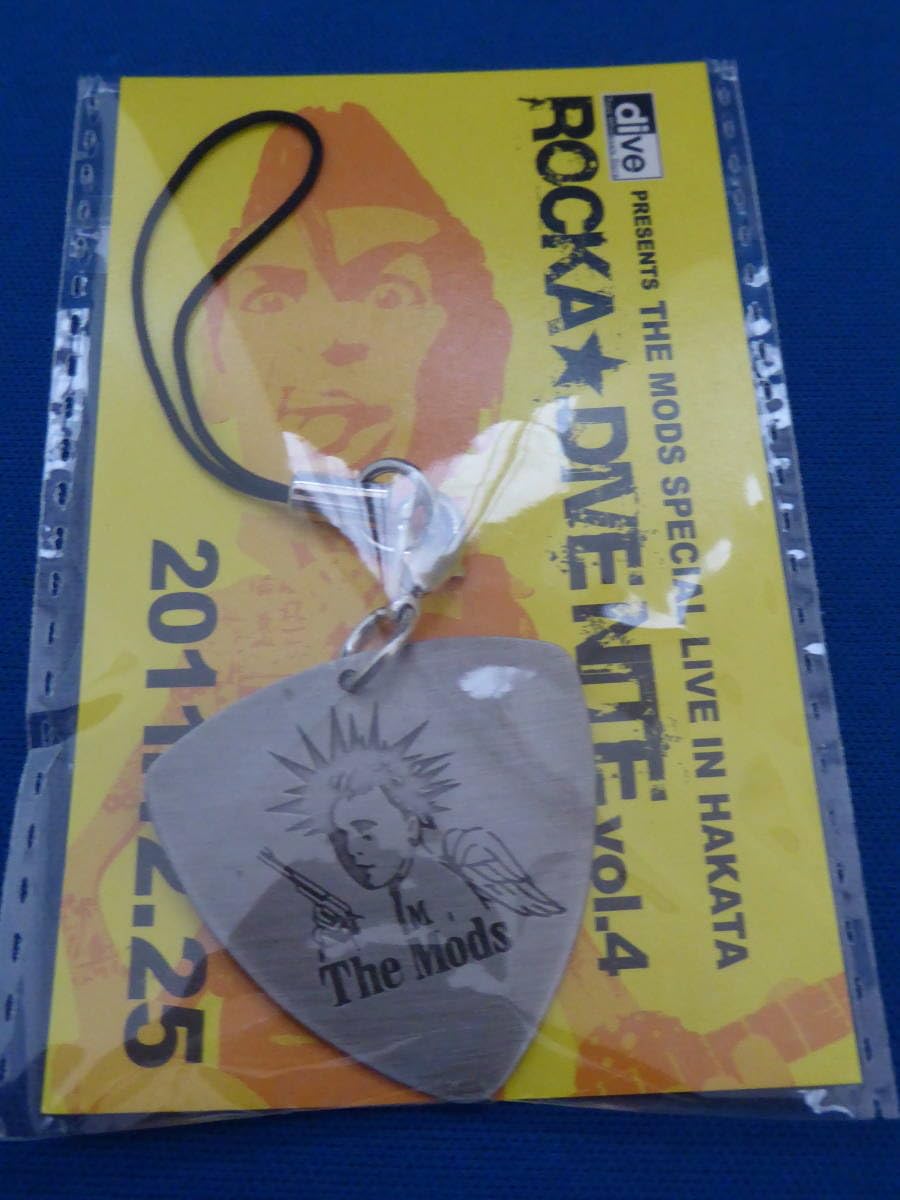 dive
PRESENTS THE MODS SPECIAL LIVE IN HAKATA
ROCKA★DIVE NITE vol.4
2011.12.25
M
The Mods